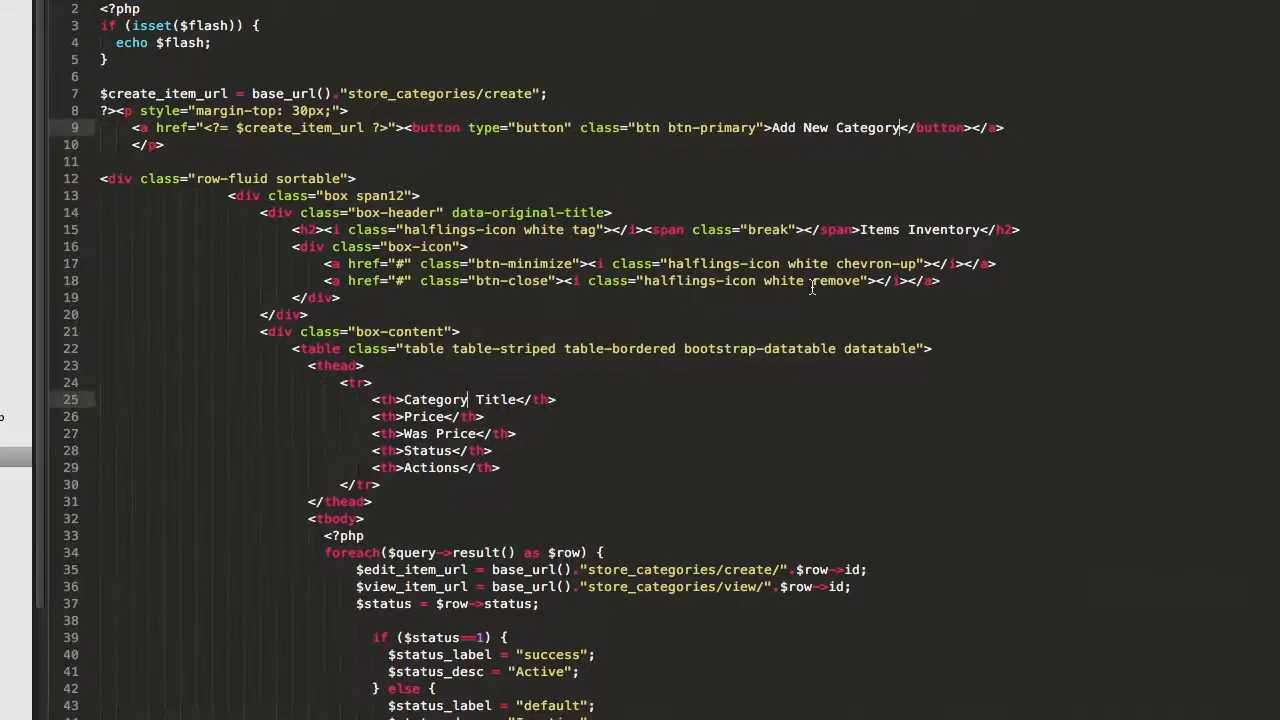 2 <?php
3 if (isset($flash)) {
4 echo $flash;
5 }
6
7 $create_item_url = base_url()."store_categories/create";
8 ?><p style="margin-top: 30px;">
9 <a href="<?= $create_item_url ?>"><button type="button" class="btn btn-primary">Add New Category</button></a>
10 </p>
11
12 <div class="row-fluid sortable">
13 <div class="box span12">
14 <div class="box-header" data-original-title>
15 <h2><i class="halflings-icon white tag"></i><span class="break"></span>Items Inventory</h2>
16 <div class="box-icon">
17 <a href="#" class="btn-minimize"><i class="halflings-icon white chevron-up"></i></a>
18 <a href="#" class="btn-close"><i class="halflings-icon white remove"></i></a>
19 </div>
20 </div>
21 <div class="box-content">
22 <table class="table table-striped table-bordered bootstrap-datatable datatable">
23 <thead>
24 <tr>
25 <th>Category Title</th>
26 <th>Price</th>
27 <th>Was Price</th>
28 <th>Status</th>
29 <th>Actions</th>
30 </tr>
31 </thead>
32 <tbody>
33 <?php
34 foreach($query->result() as $row) {
35 $edit_item_url = base_url()."store_categories/create/".$row->id;
36 $view_item_url = base_url()."store_categories/view/".$row->id;
37 $status = $row->status;
38
39 if ($status==1) {
40 $status_label = "success";
41 $status_desc = "Active";
42 } else {
43 $status_label = "default";